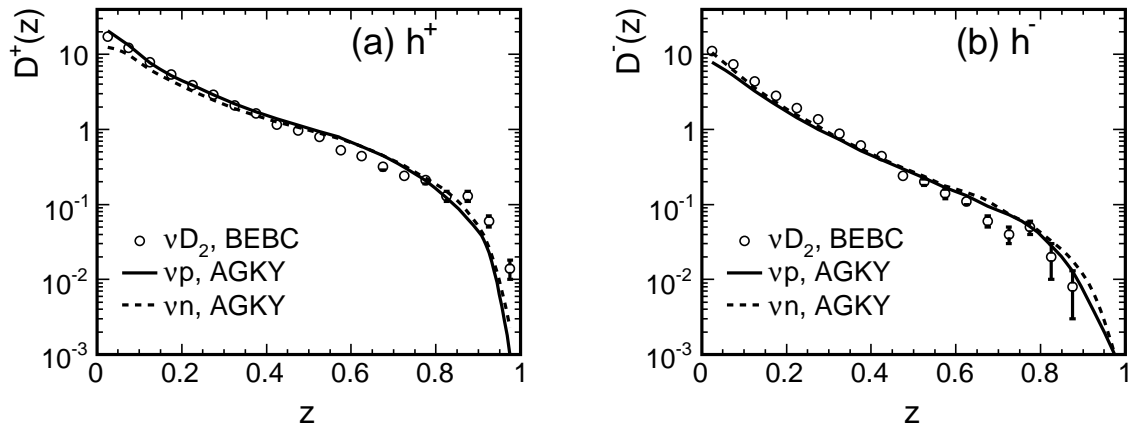 D⁺(z)
10
1
10⁻¹
10⁻²
10⁻³
(a) h⁺
νD₂, BEBC
νp, AGKY
νn, AGKY
0 0.2 0.4 0.6 0.8 1
z
D⁻(z)
10
1
10⁻¹
10⁻²
10⁻³
(b) h⁻
νD₂, BEBC
νp, AGKY
νn, AGKY
0 0.2 0.4 0.6 0.8 1
z